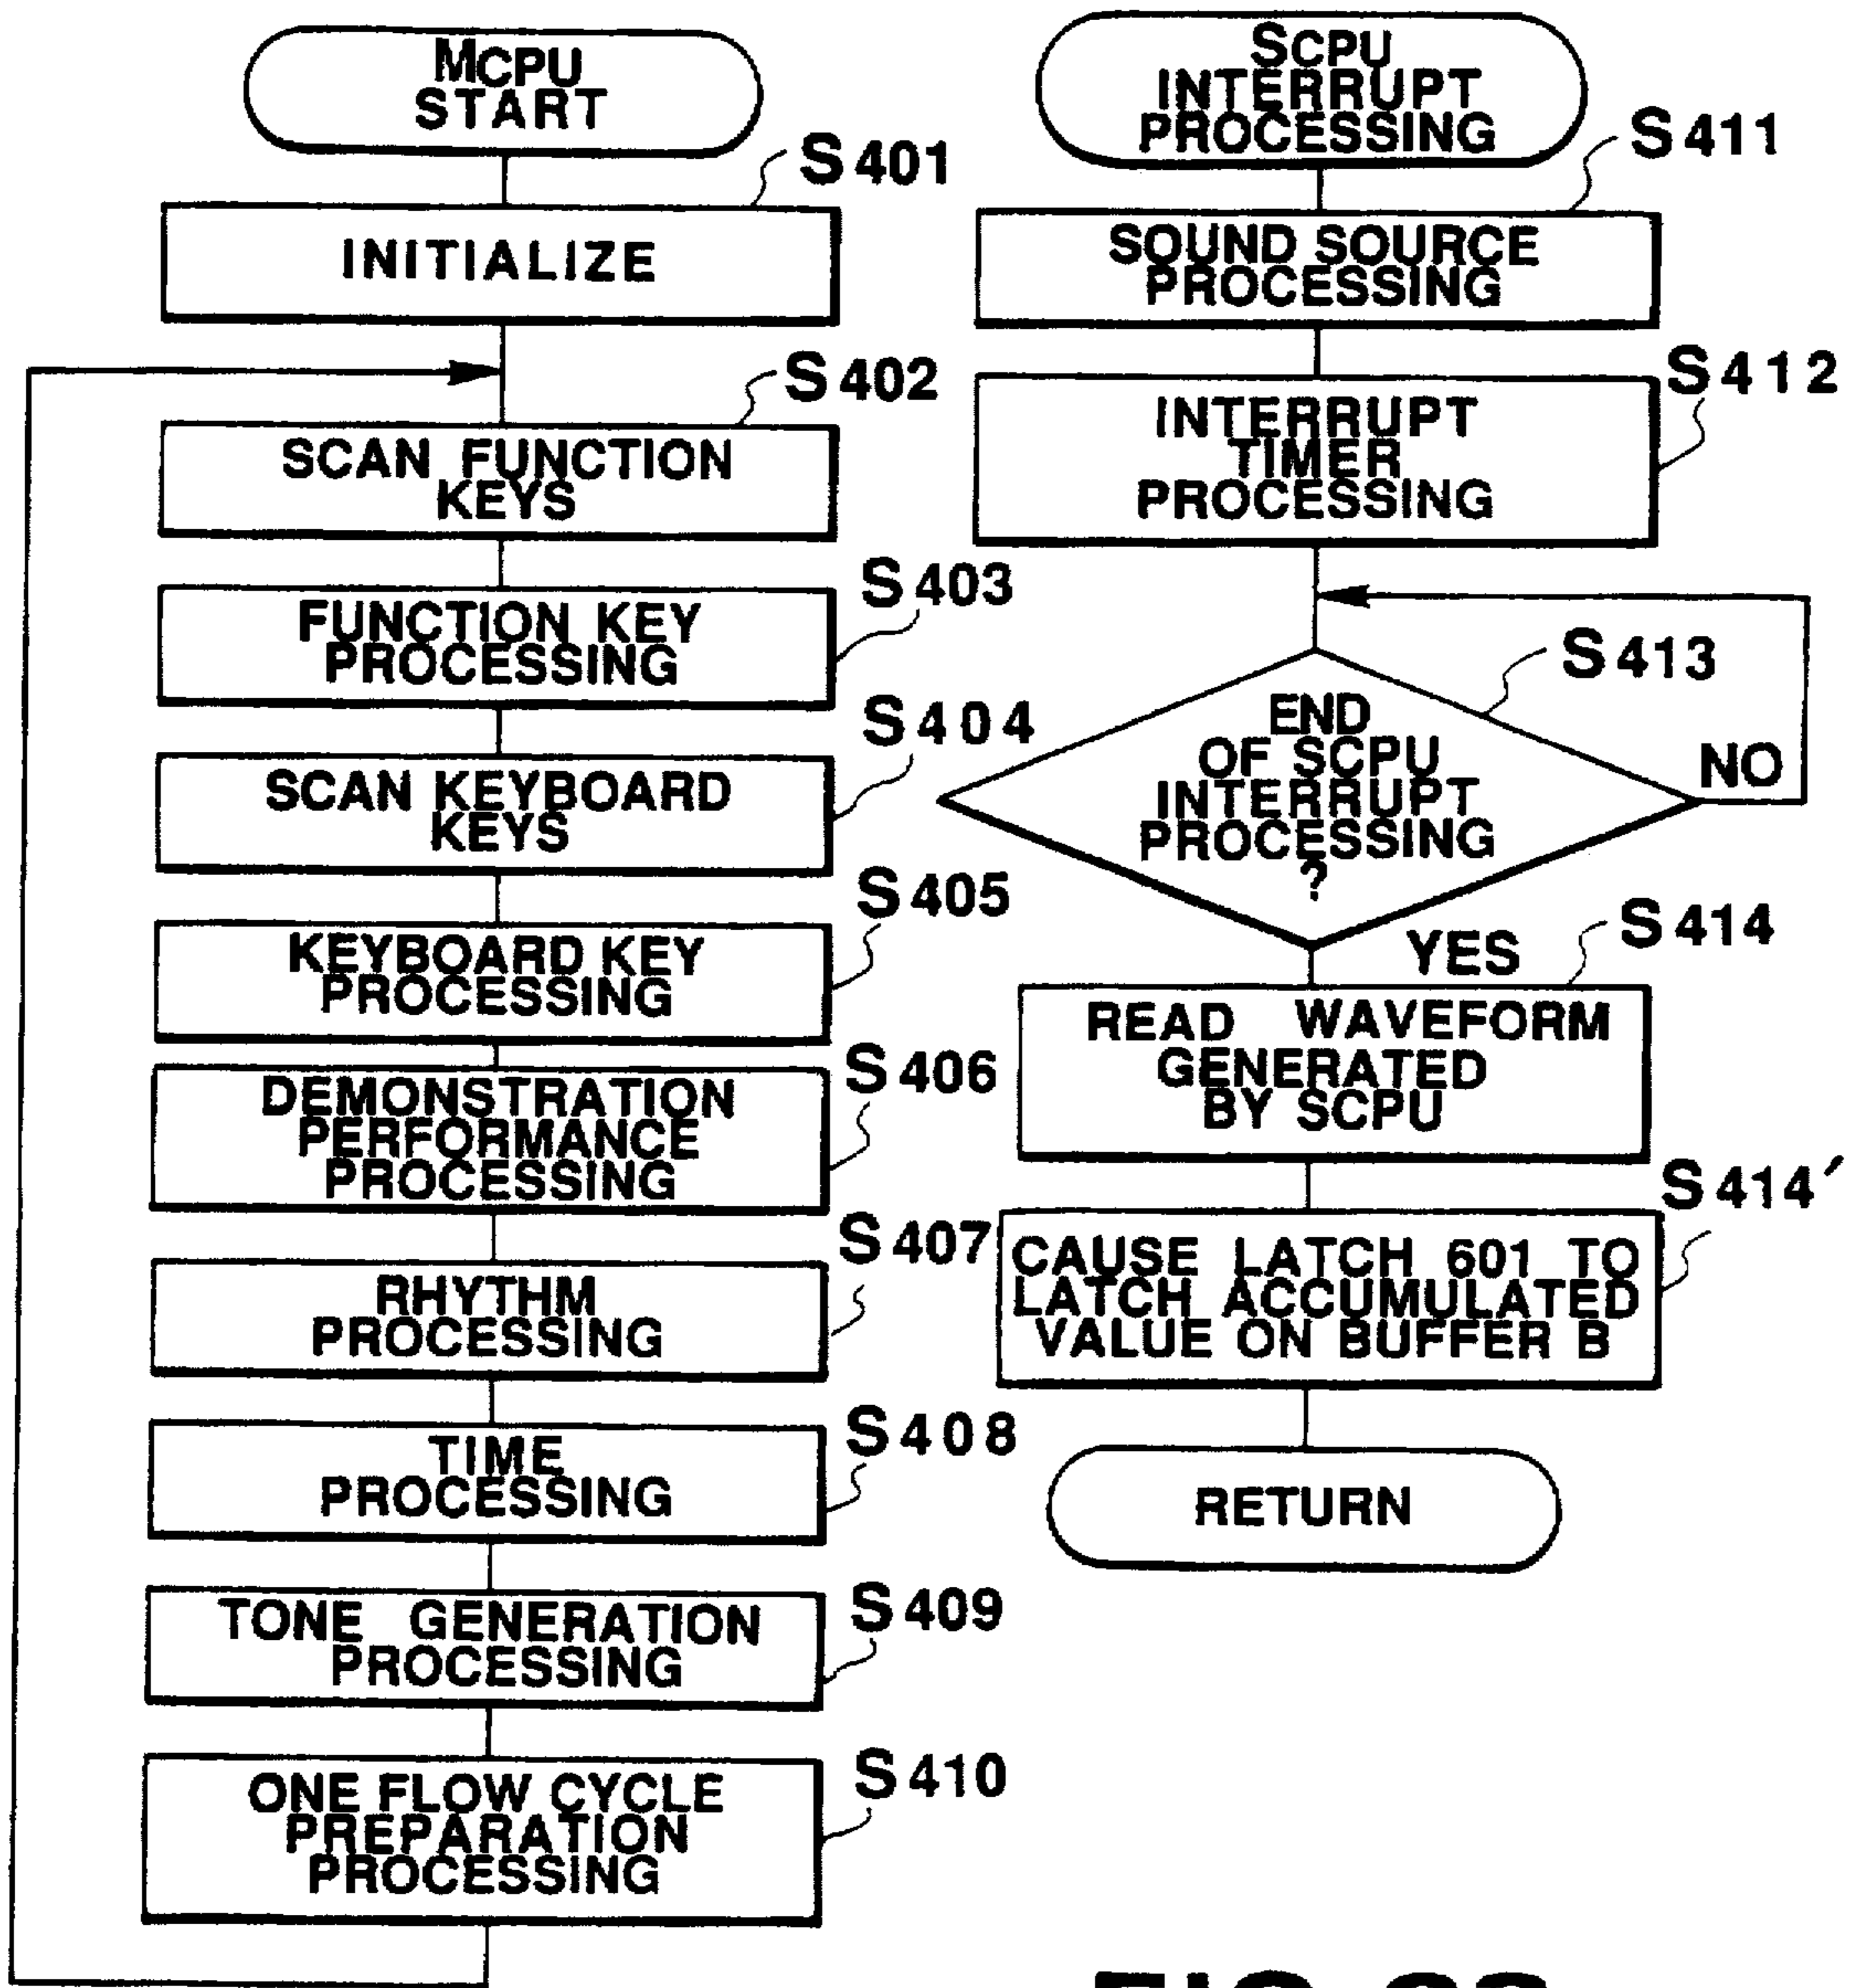 MCPU
START
S401
INITIALIZE
S402
SCAN FUNCTION
KEYS
S403
FUNCTION KEY
PROCESSING
S404
SCAN KEYBOARD
KEYS
S405
KEYBOARD KEY
PROCESSING
S406
DEMONSTRATION
PERFORMANCE
PROCESSING
S407
RHYTHM
PROCESSING
S408
TIME
PROCESSING
S409
TONE GENERATION
PROCESSING
S410
ONE FLOW CYCLE
PREPARATION
PROCESSING
SCPU
INTERRUPT
PROCESSING
S411
SOUND SOURCE
PROCESSING
S412
INTERRUPT
TIMER
PROCESSING
S413
END
OF SCPU
INTERRUPT
PROCESSING
?
NO
YES
S414
READ WAVEFORM
GENERATED
BY SCPU
S414′
CAUSE LATCH 601 TO
LATCH ACCUMULATED
VALUE ON BUFFER B
RETURN